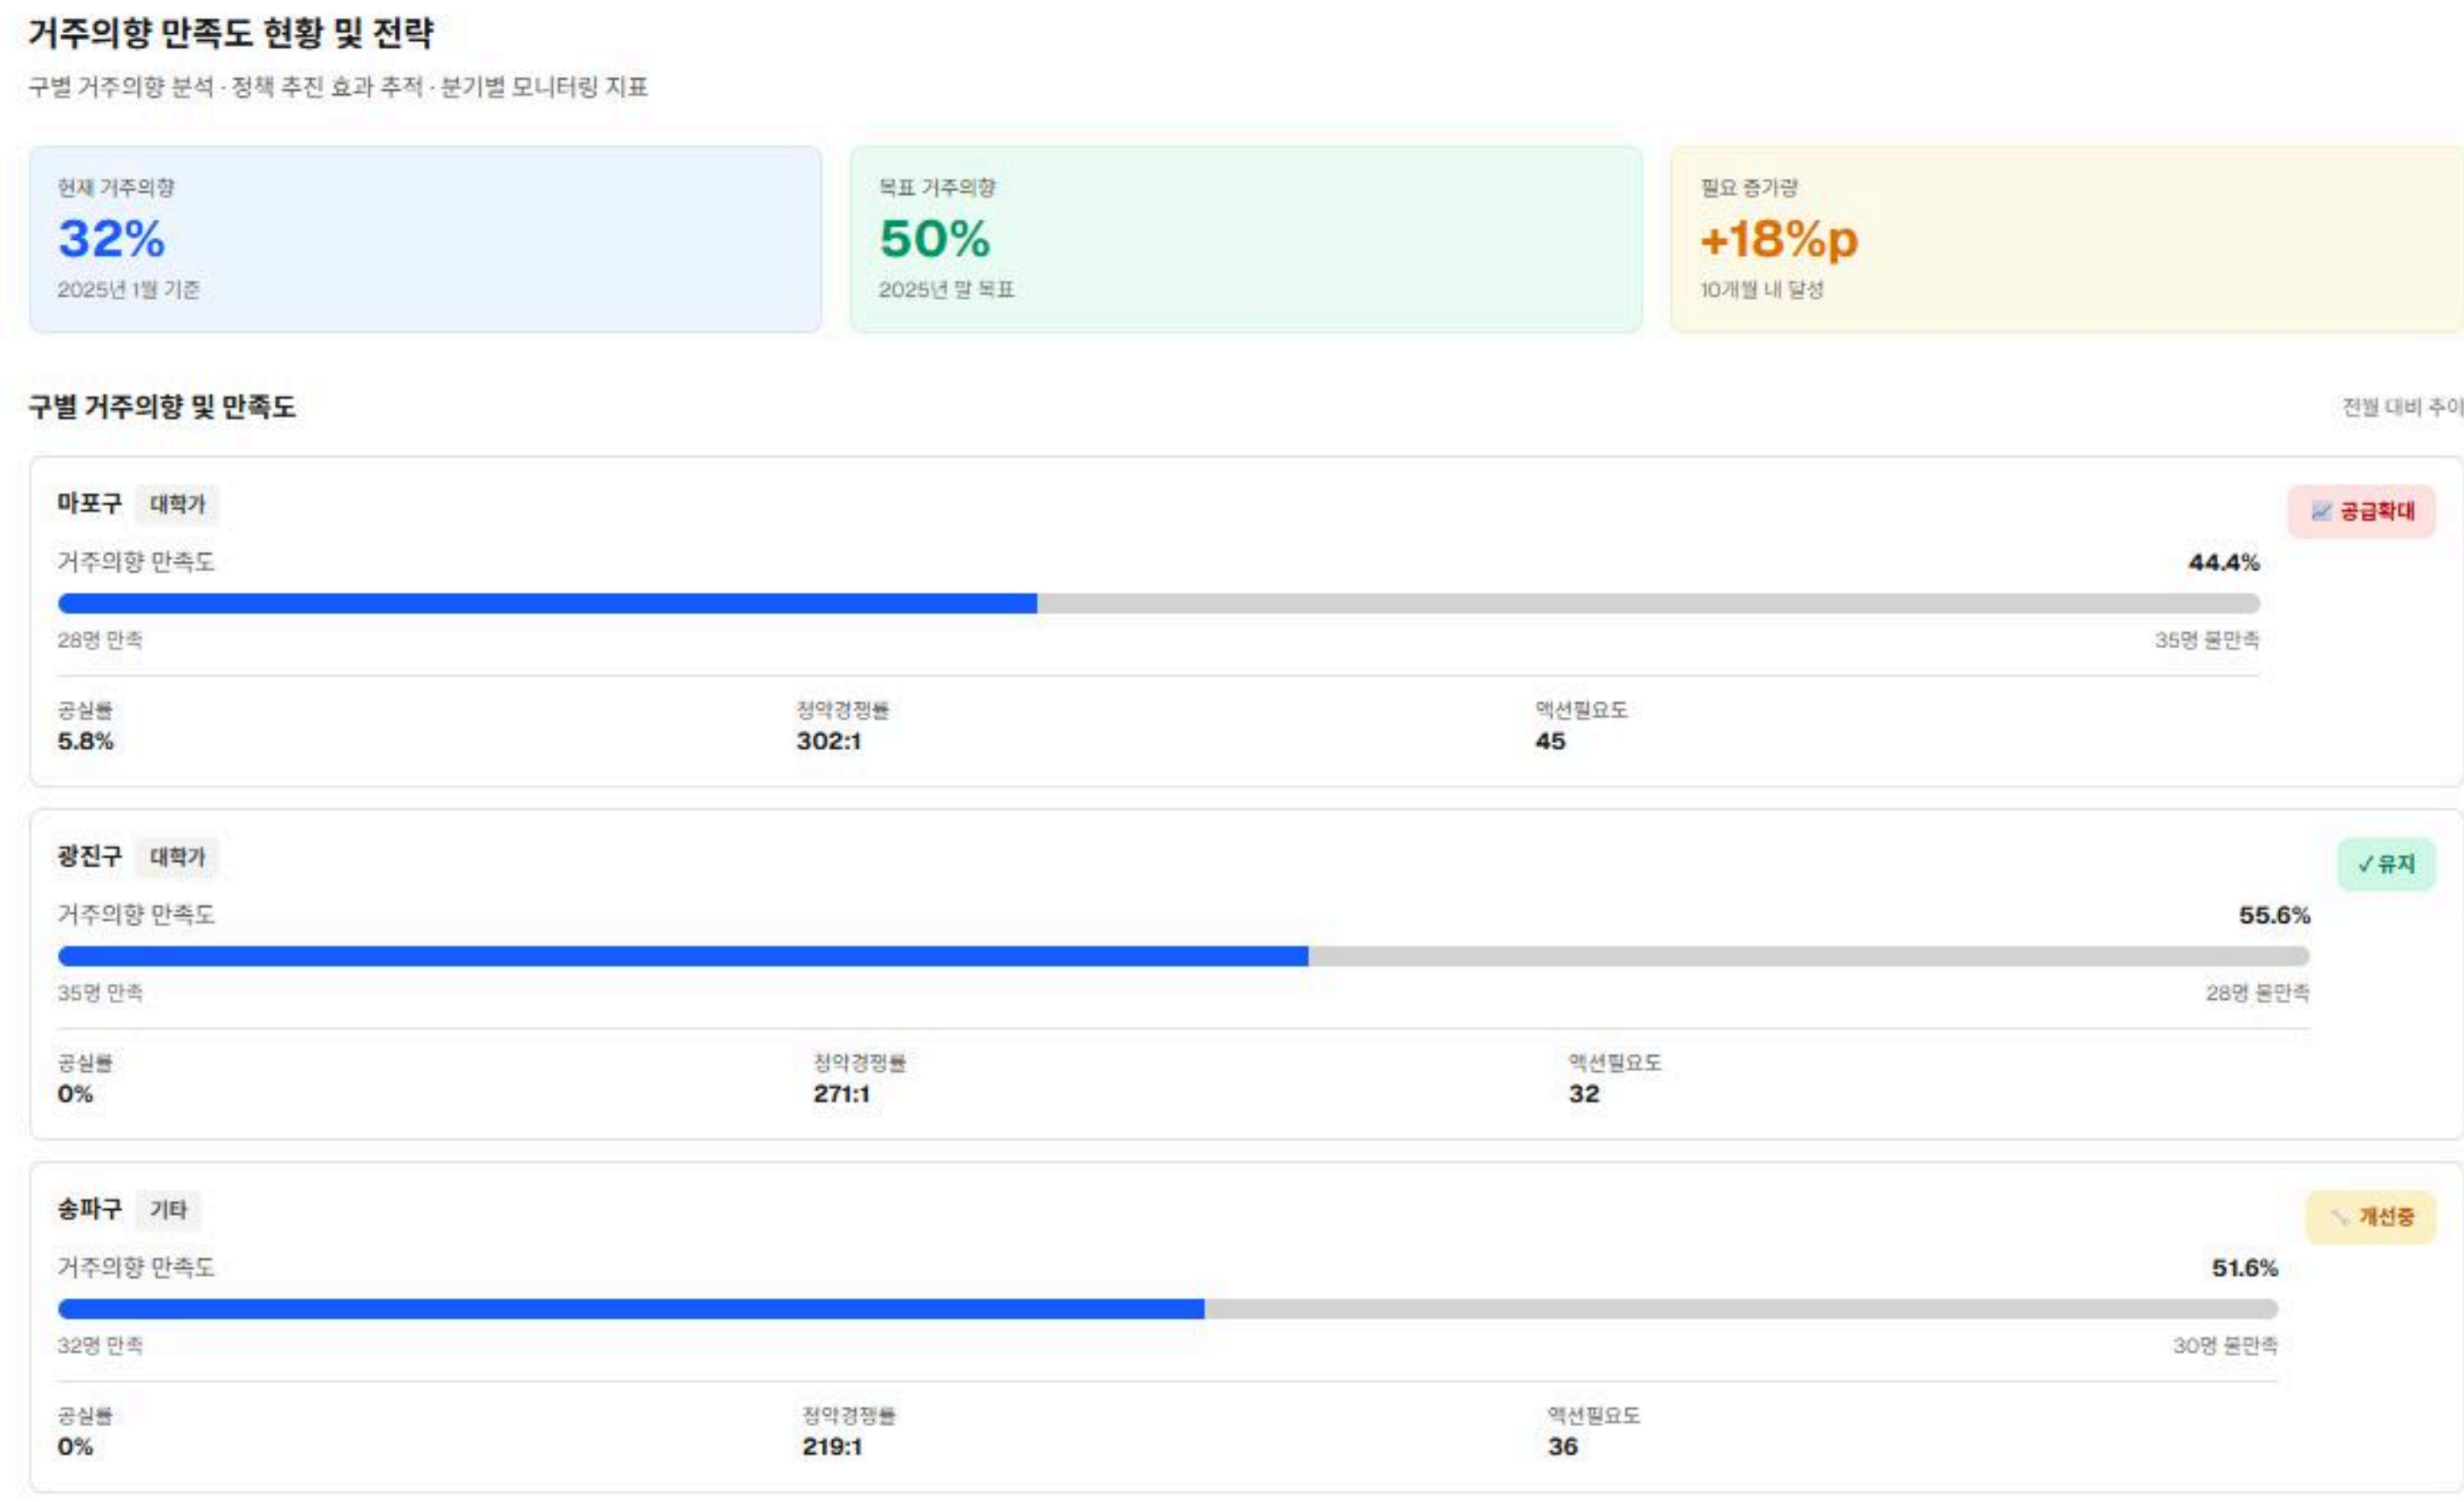 거주의향 만족도 현황 및 전략
구별 거주의향 분석 · 정책 추진 효과 추적 · 분기별 모니터링 지표
현재 거주의향
32%
2025년 1월 기준
목표 거주의향
50%
2025년 말 목표
필요 증가량
+18%p
10개월 내 달성
구별 거주의향 및 만족도
전월 대비 추이
마포구 대학가
공급확대
거주의향 만족도 44.4%
28명 만족 35명 불만족
공실률 청약경쟁률 액션필요도
5.8% 302:1 45
광진구 대학가
✓ 유지
거주의향 만족도 55.6%
35명 만족 28명 불만족
공실률 청약경쟁률 액션필요도
0% 271:1 32
송파구 기타
개선중
거주의향 만족도 51.6%
32명 만족 30명 불만족
공실률 청약경쟁률 액션필요도
0% 219:1 36